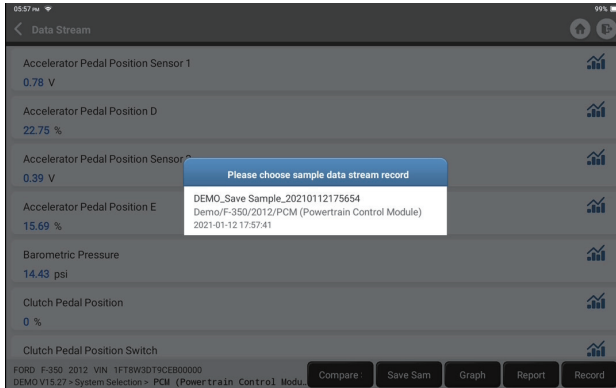 05:57 PM
99%
Data Stream
Accelerator Pedal Position Sensor 1
0.78 V
Accelerator Pedal Position D
22.75 %
Accelerator Pedal Position Sensor
0.39 V
Please choose sample data stream record
DEMO_Save Sample_20210112175654
Demo/F-350/2012/PCM (Powertrain Control Module)
2021-01-12 17:57:41
Accelerator Pedal Position E
15.69 %
Barometric Pressure
14.43 psi
Clutch Pedal Position
0 %
Clutch Pedal Position Switch
FORD F-350 2012 VIN 1FT8W3DT9CEB00000
DEMO V15.27 > System Selection > PCM (Powertrain Control Modu...
Compare
Save Sam
Graph
Report
Record